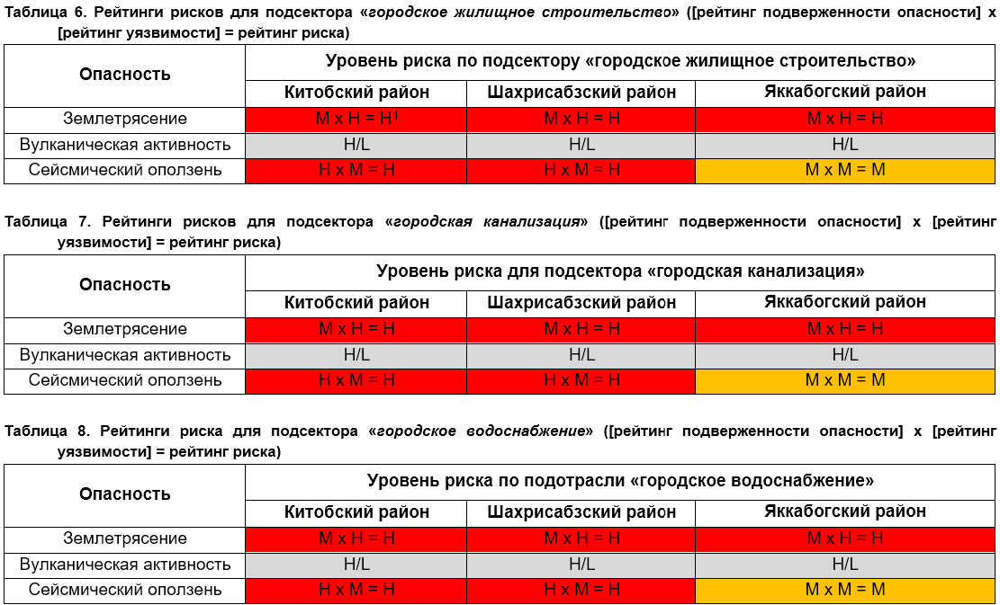 Таблица 6. Рейтинги рисков для подсектора «городское жилищное строительство» ([рейтинг подверженности опасности] x
[рейтинг уязвимости] = рейтинг риска)
Опасность
Уровень риска по подсектору «городское жилищное строительство»
Китобский район Шахрисабзский район Яккабогский район
Землетрясение M x H = H¹ M x H = H M x H = H
Вулканическая активность Н/L Н/L Н/L
Сейсмический оползень H x M = H H x M = H M x M = M
Таблица 7. Рейтинги рисков для подсектора «городская канализация» ([рейтинг подверженности опасности] x [рейтинг
уязвимости] = рейтинг риска)
Опасность
Уровень риска для подсектора «городская канализация»
Китобский район Шахрисабзский район Яккабогский район
Землетрясение M x H = H M x H = H M x H = H
Вулканическая активность Н/L Н/L Н/L
Сейсмический оползень H x M = H H x M = H M x M = M
Таблица 8. Рейтинги риска для подсектора «городское водоснабжение» ([рейтинг подверженности опасности] x [рейтинг
уязвимости] = рейтинг риска)
Опасность
Уровень риска по подотрасли «городское водоснабжение»
Китобский район Шахрисабзский район Яккабогский район
Землетрясение M x H = H M x H = H M x H = H
Вулканическая активность Н/L Н/L Н/L
Сейсмический оползень H x M = H H x M = H M x M = M